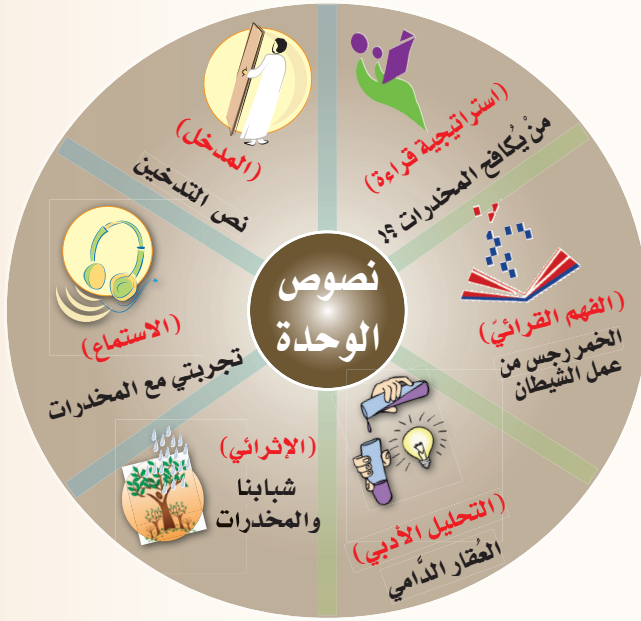 نصوص
الوحدة
(المدخل)
نص التدخين
(استراتيجية قراءة)
منْ يُكافح المخدرات ؟!
(الفهم القرائيّ)
الخمر رجس من
عمل الشيطان
(التحليل الأدبي)
العُقار الدَّامي
(الإثرائي)
شبابنا
والمخدرات
(الاستماع)
تجربتي مع المخدرات